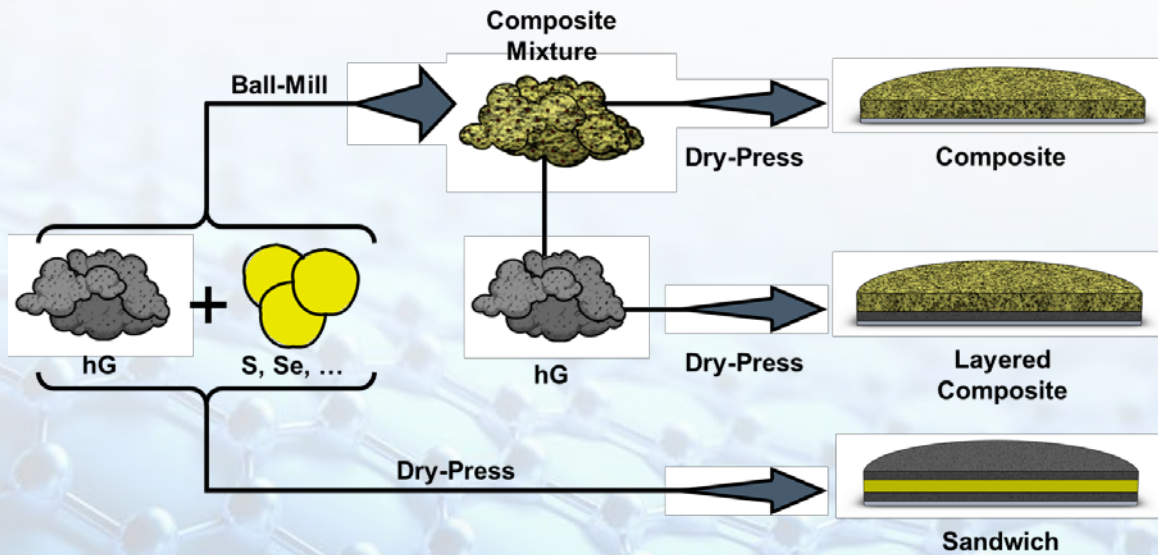 Composite
Mixture
Ball-Mill
Dry-Press
Composite
+
hG
S, Se, ...
hG
Dry-Press
Layered
Composite
Dry-Press
Sandwich